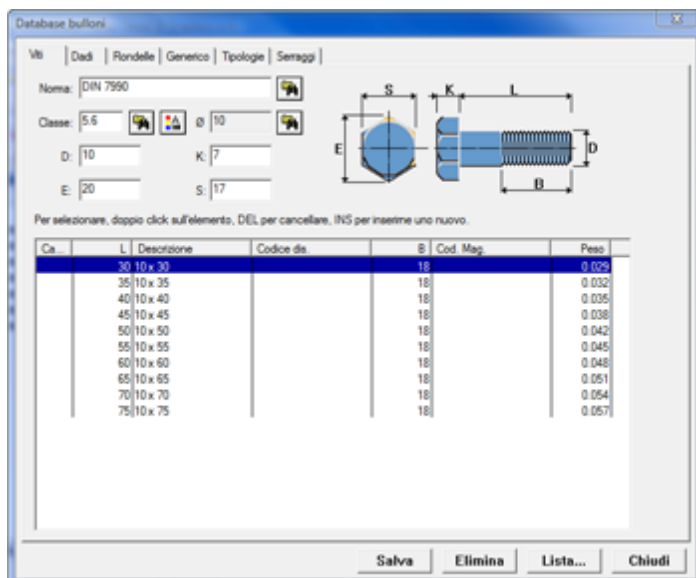 Database bulloni
Viti Dadi Rondelle Generico Tipologie Serraggi
Norma: DIN 7990
Classe: 5.6 Ø 10
D: 10 K: 7
E: 20 S: 17
S K L
E D
B
Per selezionare, doppio click sull'elemento, DEL per cancellare, INS per inserirne uno nuovo.
Ca... L Descrizione Codice dis. B Cod. Mag. Peso
30 10 x 30 18 0.029
35 10 x 35 18 0.032
40 10 x 40 18 0.035
45 10 x 45 18 0.038
50 10 x 50 18 0.042
55 10 x 55 18 0.045
60 10 x 60 18 0.048
65 10 x 65 18 0.051
70 10 x 70 18 0.054
75 10 x 75 18 0.057
Salva Elimina Lista... Chiudi